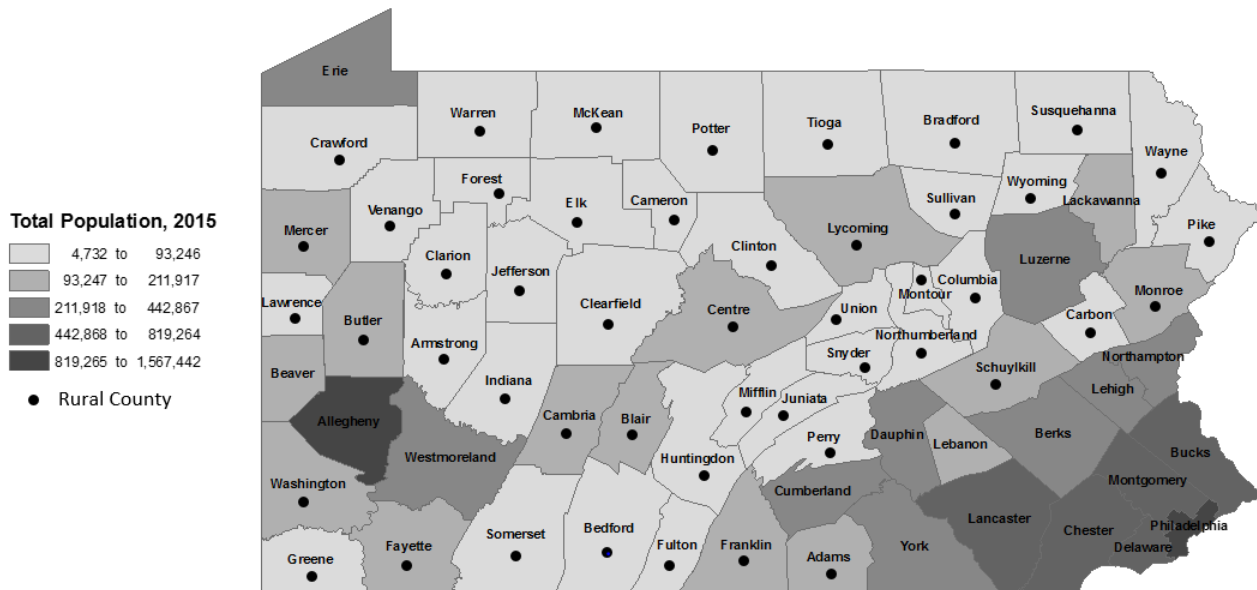 Erie
Warren
McKean
Potter
Tioga
Bradford
Susquehanna
Crawford
Wayne
Forest
Elk
Cameron
Sullivan
Wyoming
Lackawanna
Venango
Pike
Total Population, 2015
4,732 to 93,246
93,247 to 211,917
211,918 to 442,867
442,868 to 819,264
819,265 to 1,567,442
Rural County
Mercer
Clarion
Jefferson
Clinton
Lycoming
Luzerne
Lawrence
Butler
Clearfield
Centre
Union
Montour
Columbia
Monroe
Carbon
Armstrong
Snyder
Northumberland
Northampton
Beaver
Indiana
Mifflin
Schuylkill
Lehigh
Allegheny
Cambria
Blair
Juniata
Westmoreland
Huntingdon
Perry
Dauphin
Lebanon
Berks
Bucks
Washington
Cumberland
Montgomery
Fayette
Somerset
Bedford
Fulton
Franklin
Adams
York
Lancaster
Chester
Delaware
Philadelphia
Greene